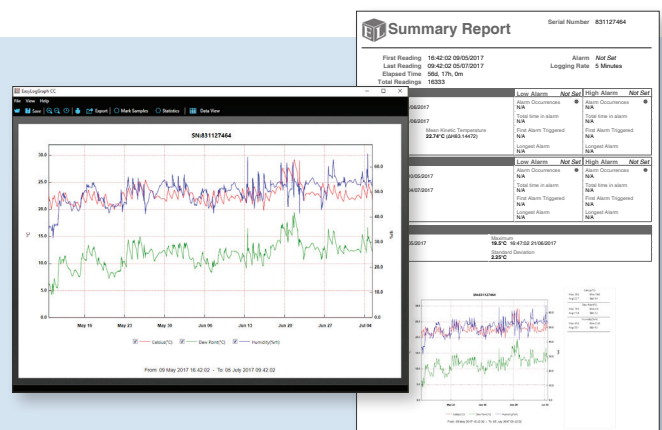 EasyLogGraph CC
File View Help
Save Export Mark Samples Statistics Data View
SN:831127464
30.0
25.0
20.0
15.0
10.0
5.0
0.0
°C
60.0
50.0
40.0
30.0
20.0
10.0
0.0
%rh
May 16 May 23 May 30 Jun 06 Jun 13 Jun 20 Jun 27 Jul 04
Celsius(°C) Dew Point(°C) Humidity(%rh)
From: 09 May 2017 16:42:02 - To: 05 July 2017 09:42:02
EL Summary Report
Serial Number 831127464
First Reading 16:42:02 09/05/2017
Last Reading 09:42:02 05/07/2017
Elapsed Time 56d, 17h, 0m
Total Readings 16333
Alarm Not Set
Logging Rate 5 Minutes
Low Alarm Not Set High Alarm Not Set
/06/2017
Alarm Occurrences Alarm Occurrences
N/A N/A
/06/2017
Total time in alarm Total time in alarm
N/A N/A
Mean Kinetic Temperature
First Alarm Triggered First Alarm Triggered
N/A N/A
Longest Alarm Longest Alarm
N/A N/A
Low Alarm Not Set High Alarm Not Set
Alarm Occurrences Alarm Occurrences
N/A N/A
Total time in alarm Total time in alarm
N/A N/A
First Alarm Triggered First Alarm Triggered
N/A N/A
Longest Alarm Longest Alarm
N/A N/A
Maximum
19.5°C 16:47:02 21/06/2017
Standard Deviation
2.25°C
SN:831127464